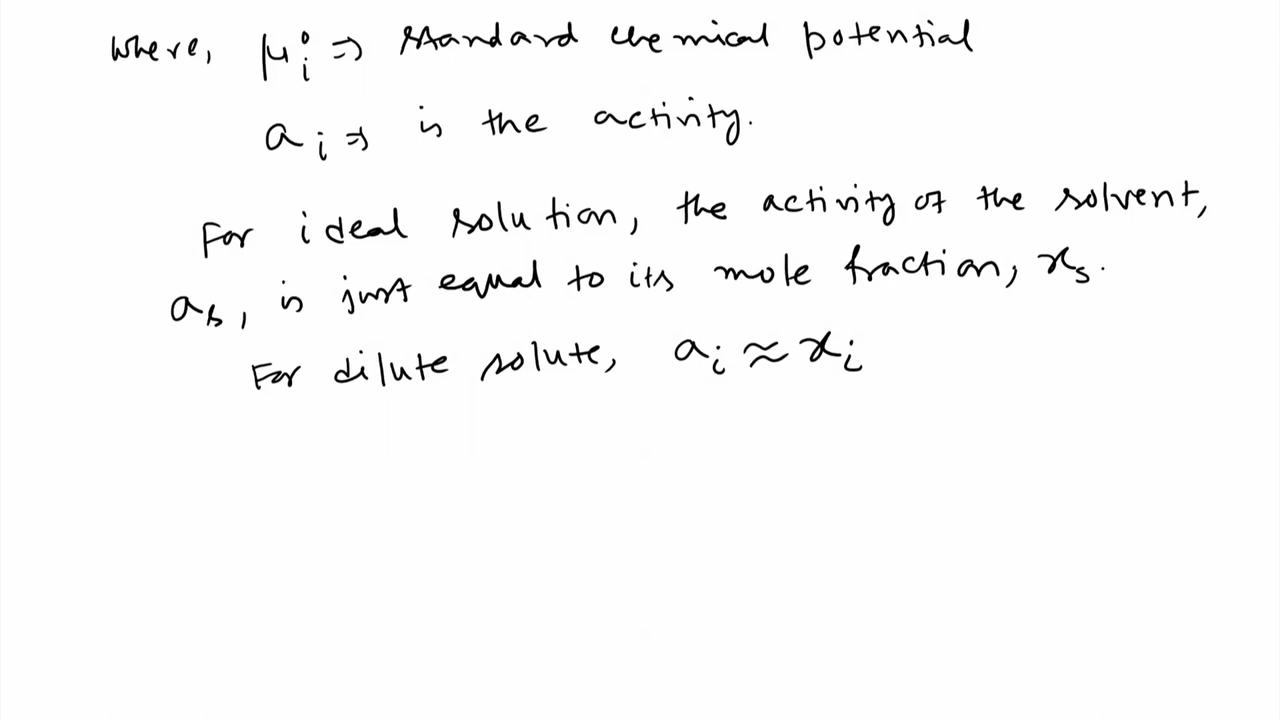 where, μᵢ° ⇒ standard chemical potential
aᵢ ⇒ is the activity.
For ideal solution, the activity of the solvent,
aₛ, is just equal to its mole fraction, xₛ.
For dilute solute, aᵢ ≈ xᵢ